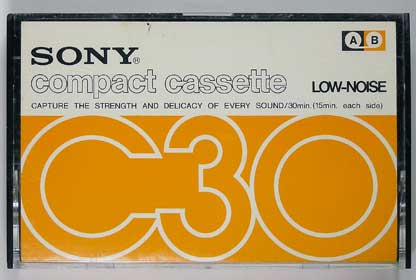 SONY®
A B
compact cassette
LOW-NOISE
CAPTURE THE STRENGTH AND DELICACY OF EVERY SOUND/30min.(15min. each side)
C30